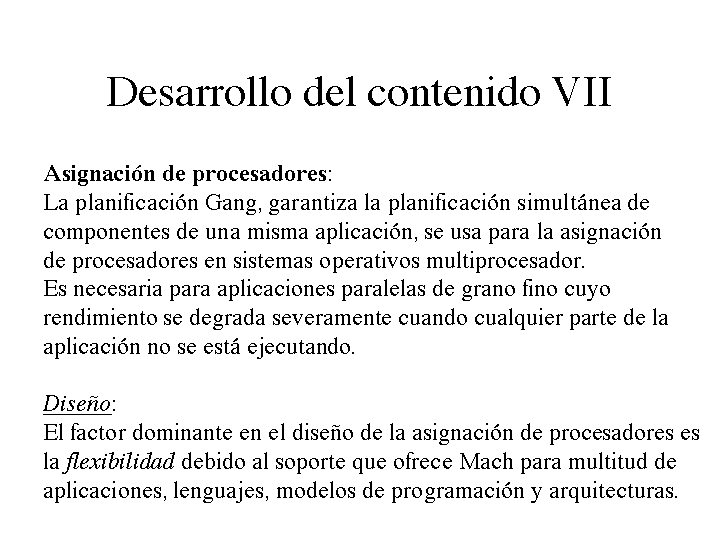 Desarrollo del contenido VII
Asignación de procesadores:
La planificación Gang, garantiza la planificación simultánea de
componentes de una misma aplicación, se usa para la asignación
de procesadores en sistemas operativos multiprocesador.
Es necesaria para aplicaciones paralelas de grano fino cuyo
rendimiento se degrada severamente cuando cualquier parte de la
aplicación no se está ejecutando.
Diseño:
El factor dominante en el diseño de la asignación de procesadores es
la flexibilidad debido al soporte que ofrece Mach para multitud de
aplicaciones, lenguajes, modelos de programación y arquitecturas.